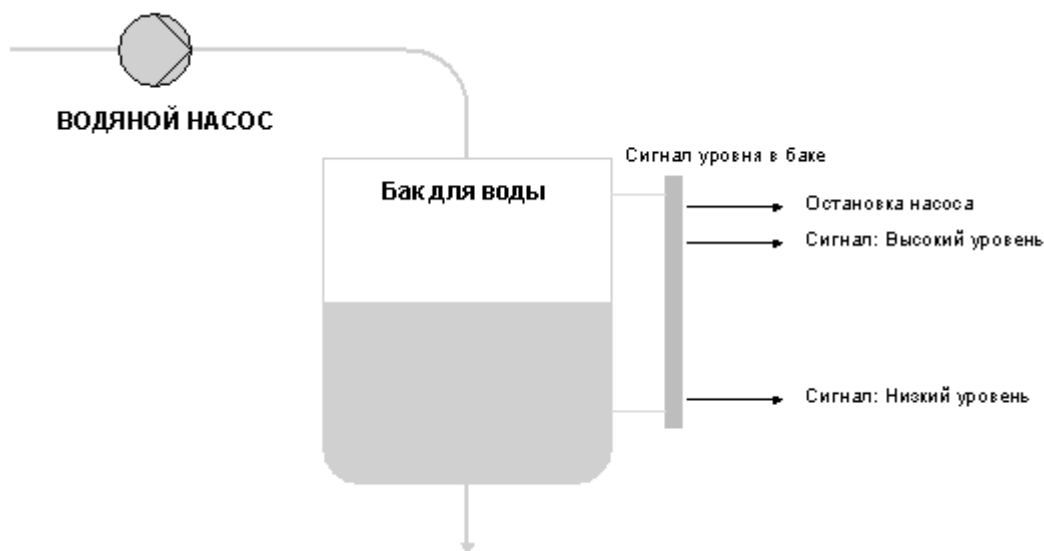 ВОДЯНОЙ НАСОС
Сигнал уровня в баке
Бак для воды
Остановка насоса
Сигнал: Высокий уровень
Сигнал: Низкий уровень